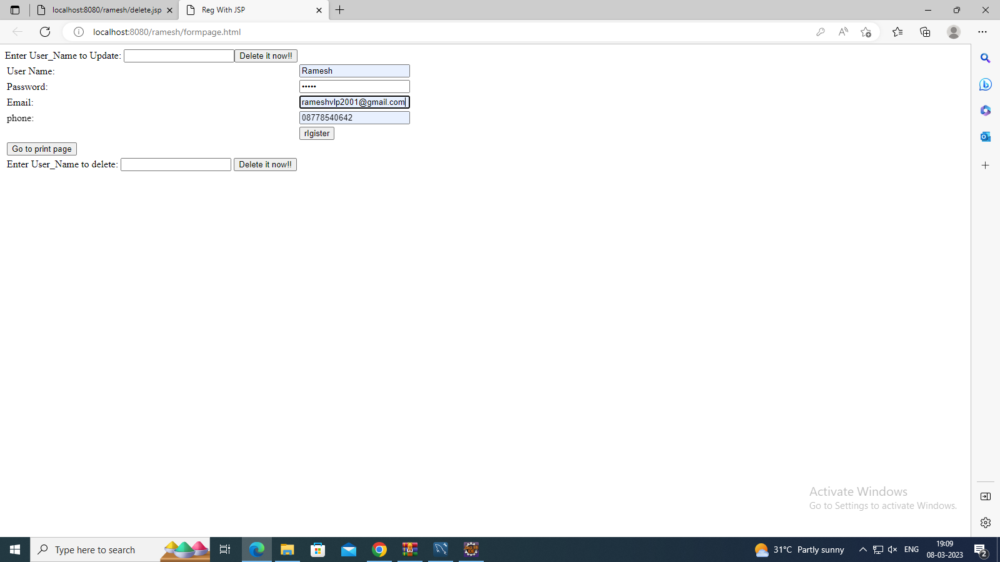 localhost:8080/ramesh/delete.jsp
Reg With JSP
localhost:8080/ramesh/formpage.html
Enter User_Name to Update: Delete it now!!
User Name: Ramesh
Password: •••••
Email: rameshvlp2001@gmail.com
phone: 08778540642
rIgister
Go to print page
Enter User_Name to delete: Delete it now!!
Activate Windows
Go to Settings to activate Windows.
Type here to search
31°C Partly sunny
ENG
19:09
08-03-2023
2